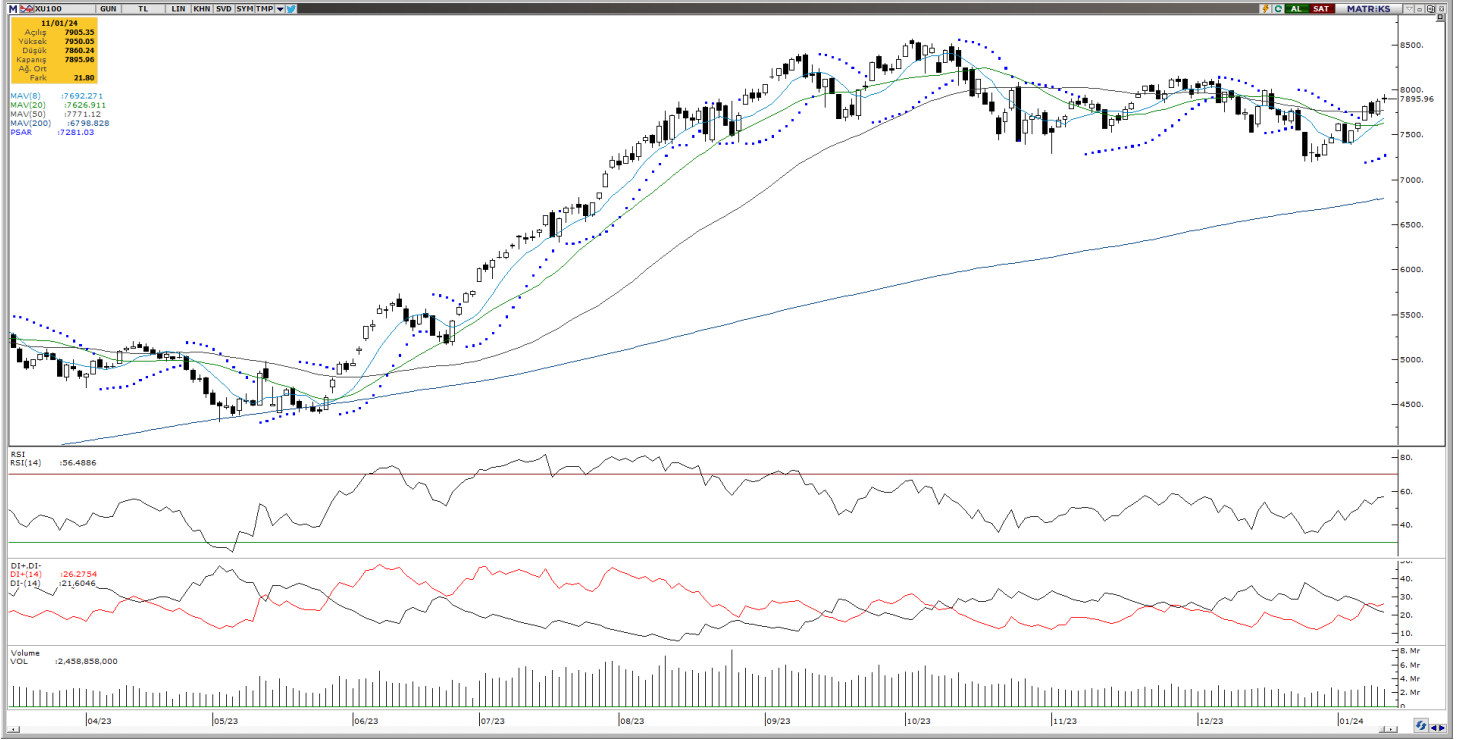 M XU100 GUN TL LIN KHN SVD SYM TMP AL SAT MATRİKS
11/01/24
Açılış 7905.35
Yüksek 7950.05
Düşük 7860.24
Kapanış 7895.96
Ağ. Ort
Fark 21.80
MAV(8) :7692.271
MAV(20) :7626.911
MAV(50) :7771.12
MAV(200) :6798.828
PSAR :7281.03
8500.
8000.
7895.96
7500.
7000.
6500.
6000.
5500.
5000.
4500.
RSI
RSI(14) :56.4886
80.
60.
40.
DI+,DI-
DI+(14) :26.2754
DI-(14) :21.6046
40.
30.
20.
10.
Volume
VOL :2,458,858,000
8. Mr
6. Mr
4. Mr
2. Mr
0
04/23 05/23 06/23 07/23 08/23 09/23 10/23 11/23 12/23 01/24